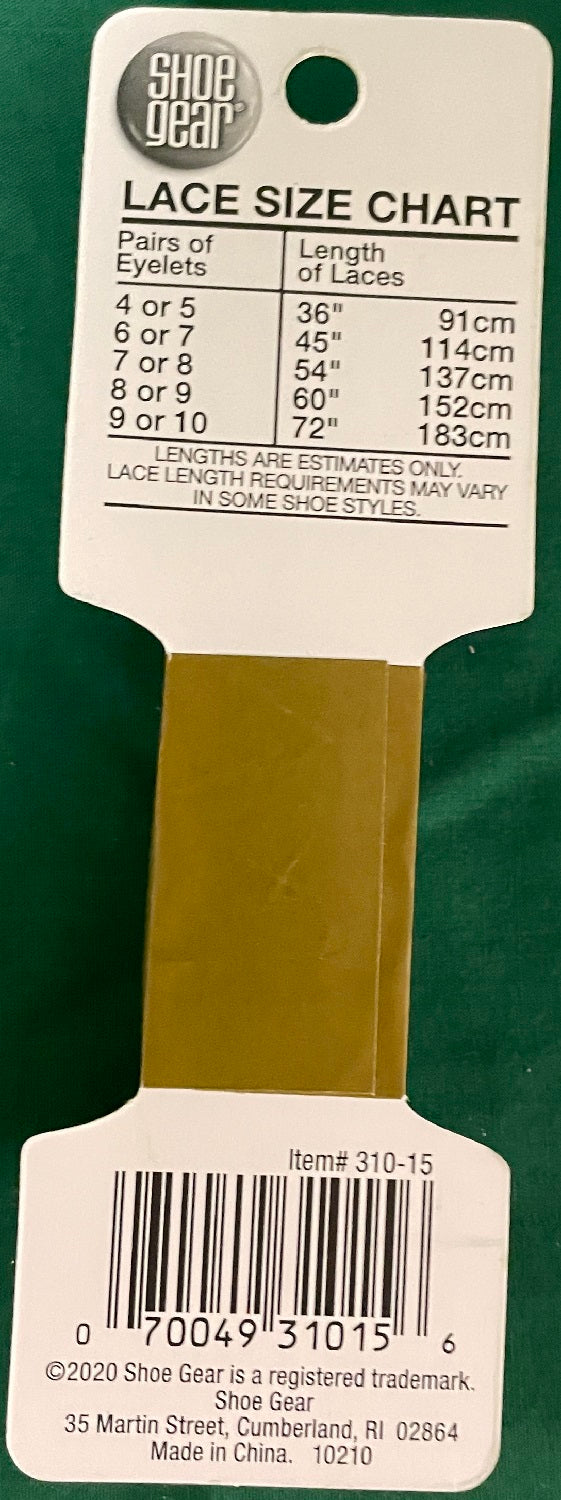 SHOE
gear®
LACE SIZE CHART
Pairs of Eyelets Length of Laces
4 or 5 36" 91cm
6 or 7 45" 114cm
7 or 8 54" 137cm
8 or 9 60" 152cm
9 or 10 72" 183cm
LENGTHS ARE ESTIMATES ONLY.
LACE LENGTH REQUIREMENTS MAY VARY
IN SOME SHOE STYLES.
Item# 310-15
0 70049 31015 6
©2020 Shoe Gear is a registered trademark.
Shoe Gear
35 Martin Street, Cumberland, RI 02864
Made in China. 10210